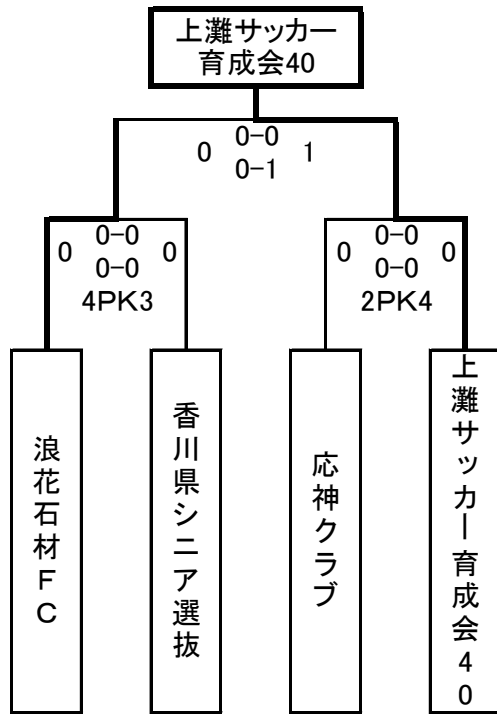 上灘サッカー
育成会40
0 0-0 1
0-1
0 0-0 0
0-0
4PK3
0 0-0 0
0-0
2PK4
浪花石材FC
香川県シニア選抜
応神クラブ
上灘サッカー育成会40